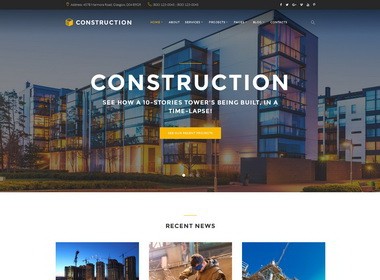 CONSTRUCTION
HOME ABOUT SERVICES PROJECTS PAGES BLOG CONTACTS
CONSTRUCTION
SEE HOW A 10-STORIES TOWER'S BEING BUILT, IN A
TIME-LAPSE!
RECENT NEWS